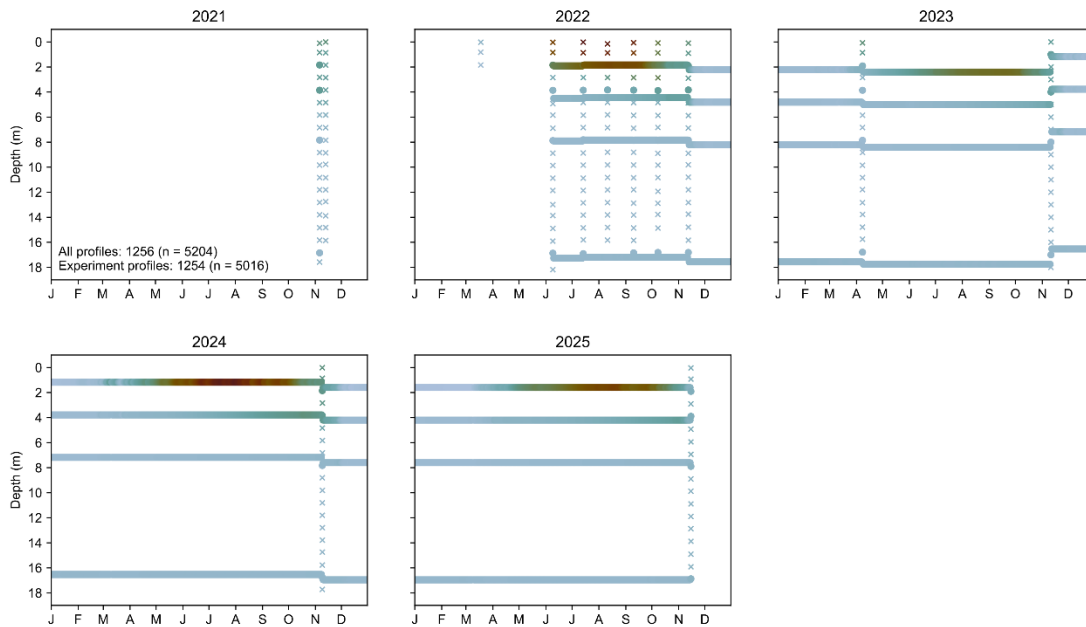 2021
2022
2023
0
2
4
6
8
10
12
14
16
18
Depth (m)
All profiles: 1256 (n = 5204)
Experiment profiles: 1254 (n = 5016)
J F M A M J J A S O N D
J F M A M J J A S O N D
J F M A M J J A S O N D
2024
2025
0
2
4
6
8
10
12
14
16
18
Depth (m)
J F M A M J J A S O N D
J F M A M J J A S O N D